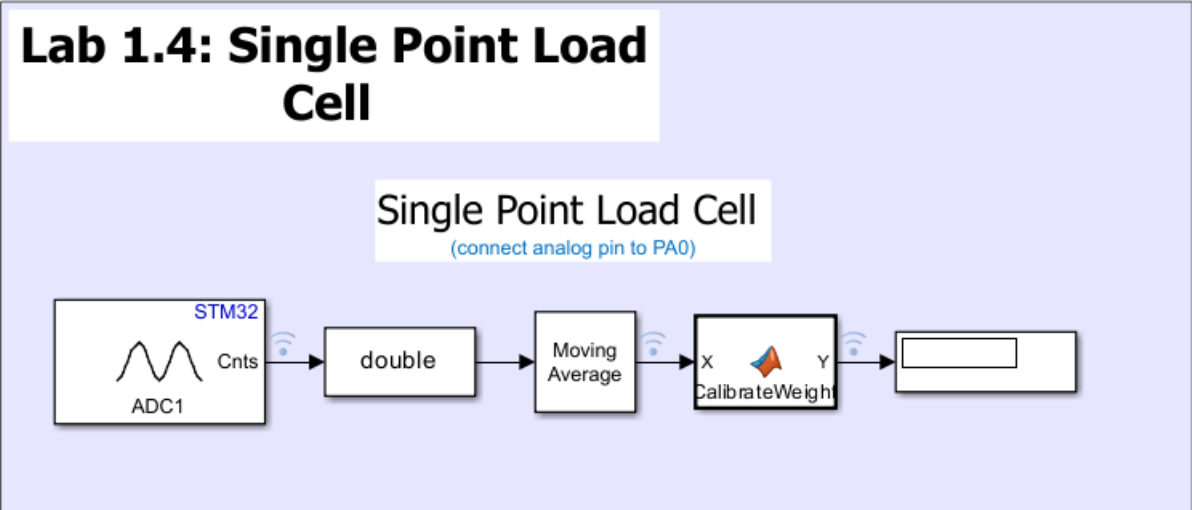 Lab 1.4: Single Point Load
Cell
Single Point Load Cell
(connect analog pin to PA0)
STM32
Cnts
ADC1
double
Moving
Average
X
Y
CalibrateWeight